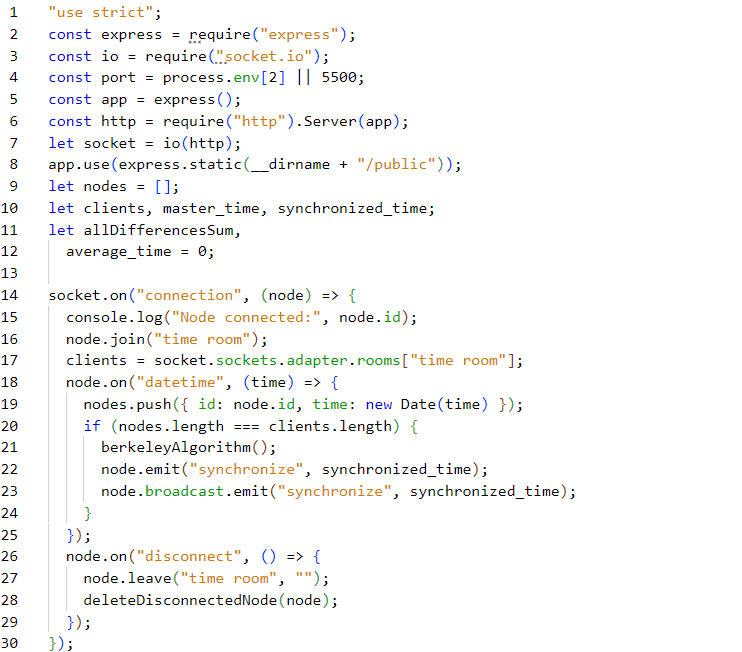 1 "use strict";
2 const express = require("express");
3 const io = require("socket.io");
4 const port = process.env[2] || 5500;
5 const app = express();
6 const http = require("http").Server(app);
7 let socket = io(http);
8 app.use(express.static(__dirname + "/public"));
9 let nodes = [];
10 let clients, master_time, synchronized_time;
11 let allDifferencesSum,
12   average_time = 0;
13
14 socket.on("connection", (node) => {
15   console.log("Node connected:", node.id);
16   node.join("time room");
17   clients = socket.sockets.adapter.rooms["time room"];
18   node.on("datetime", (time) => {
19     nodes.push({ id: node.id, time: new Date(time) });
20     if (nodes.length === clients.length) {
21       berkeleyAlgorithm();
22       node.emit("synchronize", synchronized_time);
23       node.broadcast.emit("synchronize", synchronized_time);
24     }
25   });
26   node.on("disconnect", () => {
27     node.leave("time room", "");
28     deleteDisconnectedNode(node);
29   });
30 });